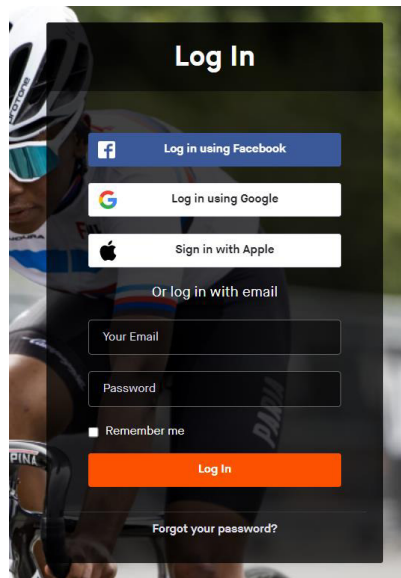 Log In
Log in using Facebook
Log in using Google
Sign in with Apple
Or log in with email
Your Email
Password
Remember me
Log In
Forgot your password?